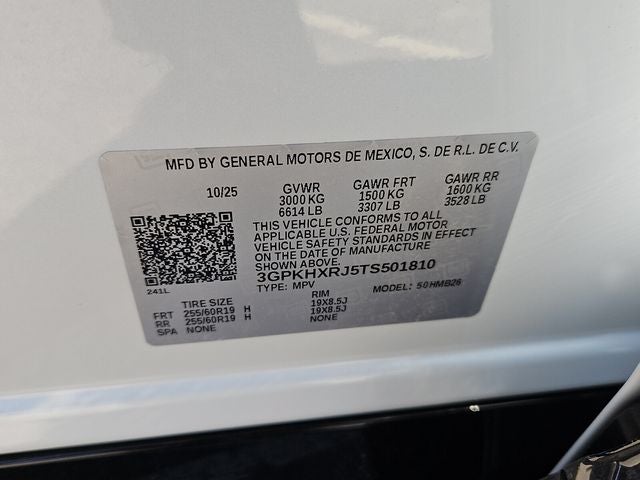 MFD BY GENERAL MOTORS DE MEXICO, S. DE R.L. DE C.V.
10/25 GVWR GAWR FRT GAWR RR
3000 KG 1500 KG 1600 KG
6614 LB 3307 LB 3528 LB
THIS VEHICLE CONFORMS TO ALL
APPLICABLE U.S. FEDERAL MOTOR
VEHICLE SAFETY STANDARDS IN EFFECT
ON THE DATE OF MANUFACTURE
SHOWN ABOVE.
3GPKHXRJ5TS501810
TYPE: MPV MODEL: 50HMB26
241L
TIRE SIZE RIM
FRT 255/60R19 H 19X8.5J
RR 255/60R19 H 19X8.5J
SPA NONE NONE